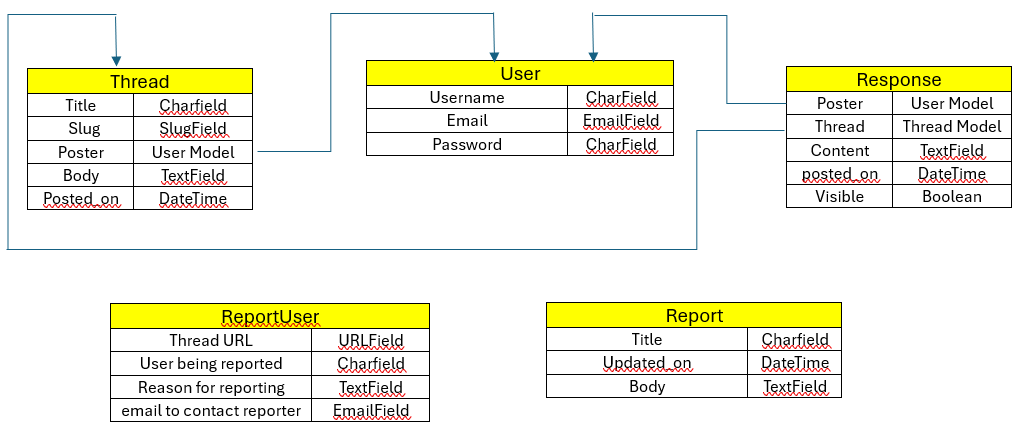 Thread
Title Charfield
Slug SlugField
Poster User Model
Body TextField
Posted_on DateTime
User
Username CharField
Email EmailField
Password CharField
Response
Poster User Model
Thread Thread Model
Content TextField
posted_on DateTime
Visible Boolean
ReportUser
Thread URL URLField
User being reported Charfield
Reason for reporting TextField
email to contact reporter EmailField
Report
Title Charfield
Updated_on DateTime
Body TextField